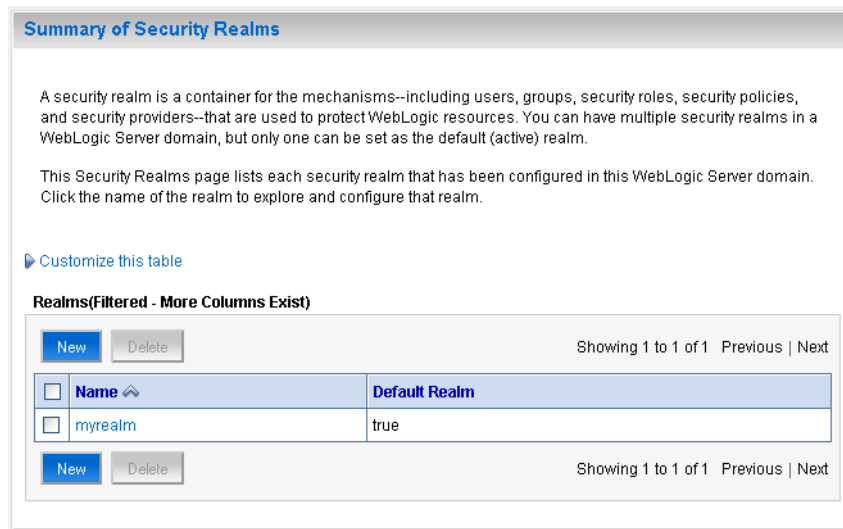 Summary of Security Realms
A security realm is a container for the mechanisms--including users, groups, security roles, security policies,
and security providers--that are used to protect WebLogic resources. You can have multiple security realms in a
WebLogic Server domain, but only one can be set as the default (active) realm.
This Security Realms page lists each security realm that has been configured in this WebLogic Server domain.
Click the name of the realm to explore and configure that realm.
Customize this table
Realms(Filtered - More Columns Exist)
New Delete Showing 1 to 1 of 1 Previous | Next
Name Default Realm
myrealm true
New Delete Showing 1 to 1 of 1 Previous | Next